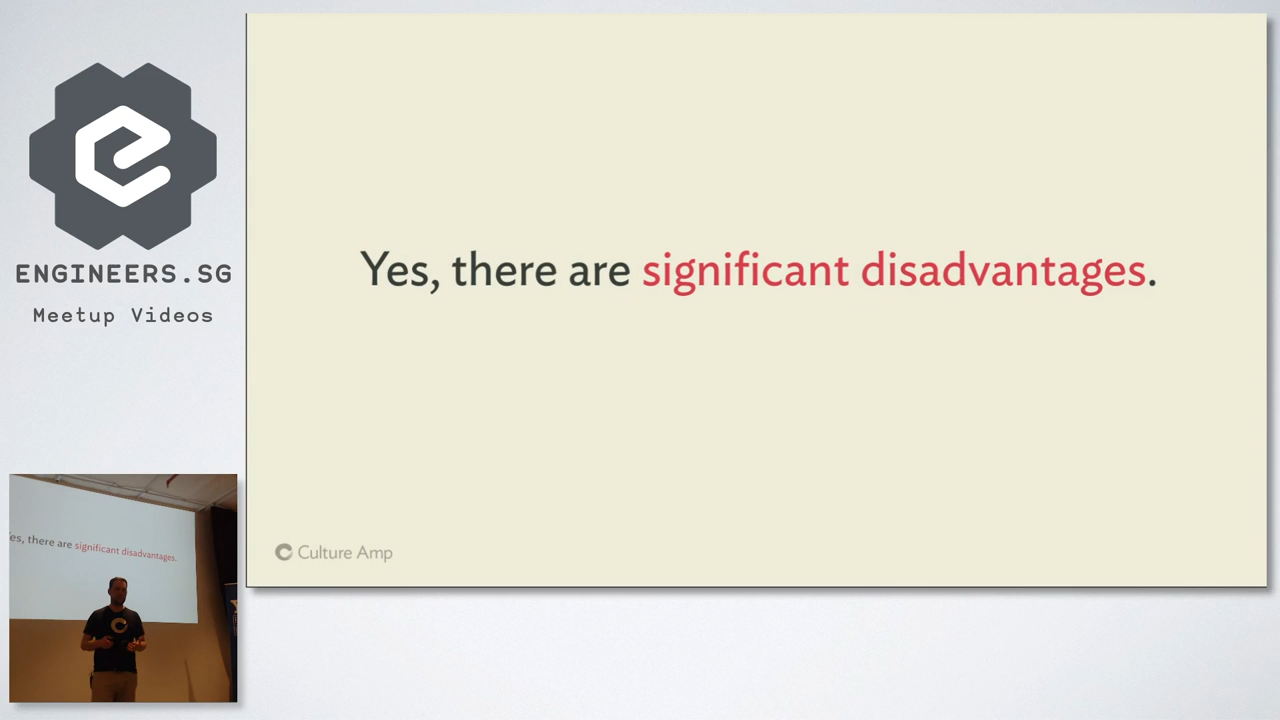 ENGINEERS.SG
Meetup Videos
Yes, there are significant disadvantages.
Culture Amp
es, there are significant disadvantages.